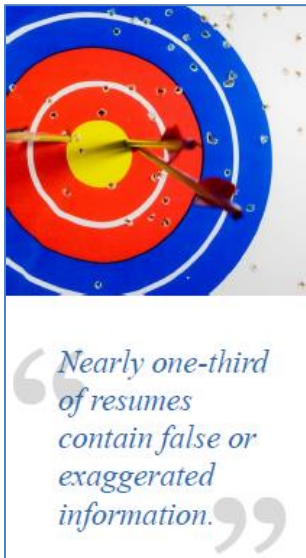 “Nearly one-third
of resumes
contain false or
exaggerated
information.”